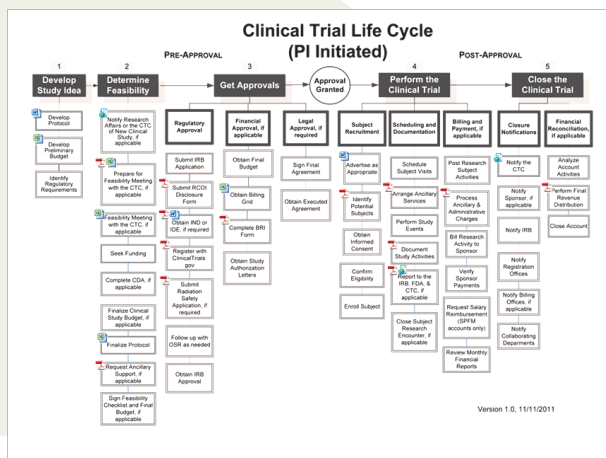 Clinical Trial Life Cycle
(PI Initiated)
PRE-APPROVAL
POST-APPROVAL
1
Develop
Study Idea
Develop
Protocol
Develop
Preliminary
Budget
Identify
Regulatory
Requirements
2
Determine
Feasibility
Notify Research
Affairs or the CTC
of New Clinical
Study, if
applicable
Prepare for
Feasibility Meeting
with the CTC, if
applicable
Feasibility Meeting
with the CTC, if
applicable
Seek Funding
Complete CDA, if
applicable
Finalize Clinical
Study Budget, if
applicable
Finalize Protocol
Request Ancillary
Support, if
applicable
Sign Feasibility
Checklist and Final
Budget, if
applicable
3
Get Approvals
Regulatory
Approval
Submit IRB
Application
Submit RCOI
Disclosure
Form
Obtain IND or
IDE, if required
Register with
ClinicalTrials.
gov
Submit
Radiation
Safety
Application, if
required
Follow up with
OSR as needed
Obtain IRB
Approval
Financial
Approval, if
applicable
Obtain Final
Budget
Obtain Billing
Grid
Complete BRI
Form
Obtain Study
Authorization
Letters
Legal
Approval, if
required
Sign Final
Agreement
Obtain Executed
Agreement
Approval
Granted
4
Perform the
Clinical Trial
Subject
Recruitment
Advertise as
Appropriate
Identify
Potential
Subjects
Obtain
Informed
Consent
Confirm
Eligibility
Enroll Subject
Scheduling and
Documentation
Schedule
Subject Visits
Arrange Ancillary
Services
Perform Study
Events
Document
Study Activities
Report to the
IRB, FDA, &
CTC, if
applicable
Close Subject
Research
Encounter, if
applicable
Billing and
Payment, if
applicable
Post Research
Subject
Activities
Process
Ancillary &
Administrative
Charges
Bill Research
Activity to
Sponsor
Verify
Sponsor
Payments
Request Salary
Reimbursement
(SPFM
accounts only)
Review Monthly
Financial
Reports
5
Close the
Clinical Trial
Closure
Notifications
Notify the
CTC
Notify
Sponsor, if
applicable
Notify IRB
Notify
Registration
Offices
Notify Billing
Offices, if
applicable
Notify
Collaborating
Deparments
Financial
Reconciliation,
if applicable
Analyze
Account
Activities
Perform Final
Revenue
Distribution
Close Account
Version 1.0, 11/11/2011